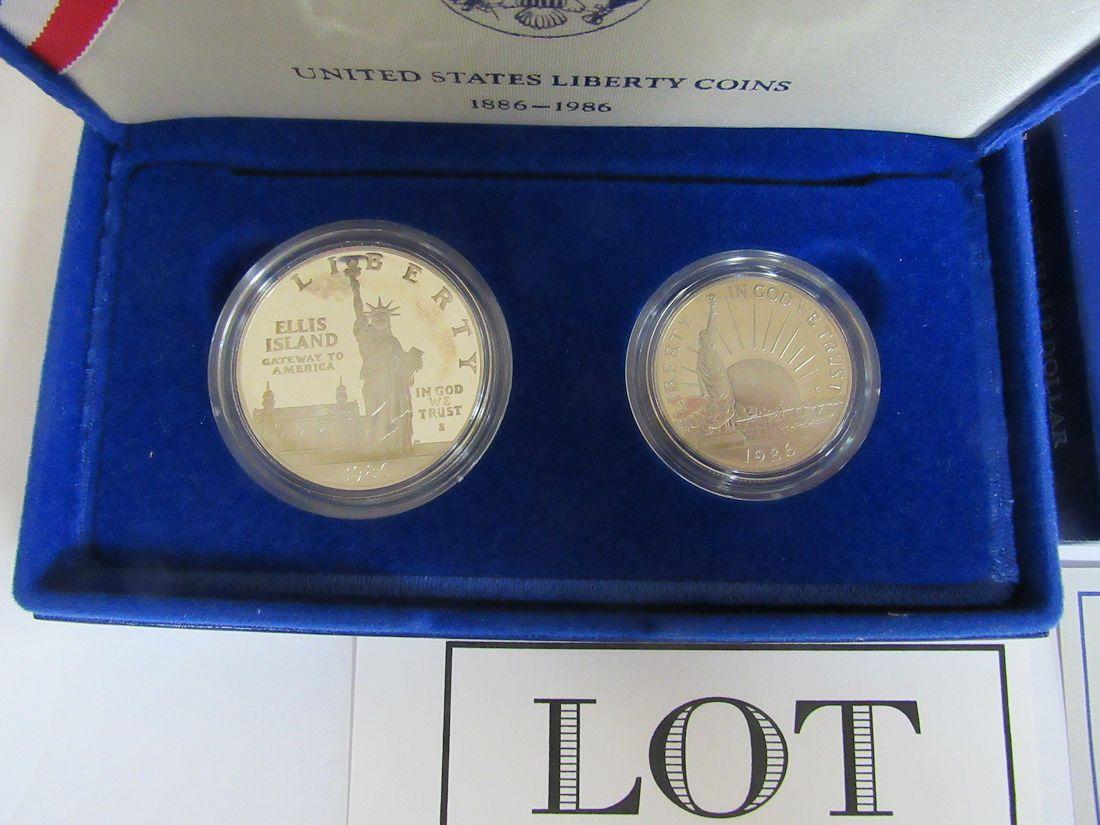 UNITED STATES LIBERTY COINS
1886–1986
LIBERTY
ELLIS
ISLAND
GATEWAY TO
AMERICA
IN GOD
WE
TRUST
S
1986
IN GOD WE TRUST
LIBERTY
1986
DOLLAR
LOT